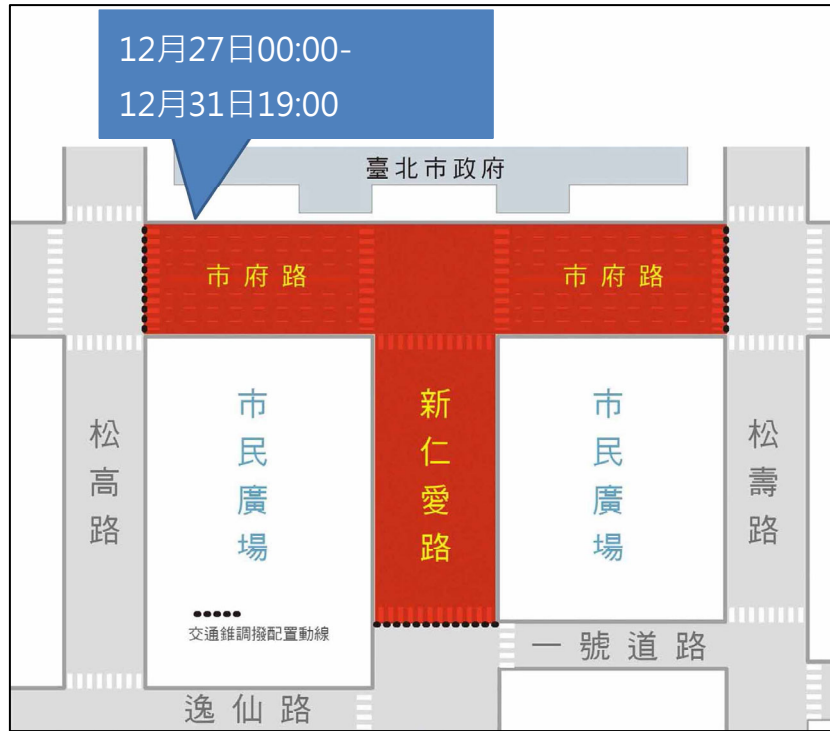 12月27日00:00-
12月31日19:00
臺北市政府
市府路
市府路
松高路
市民廣場
新仁愛路
市民廣場
松壽路
交通錐調撥配置動線
一號道路
逸仙路